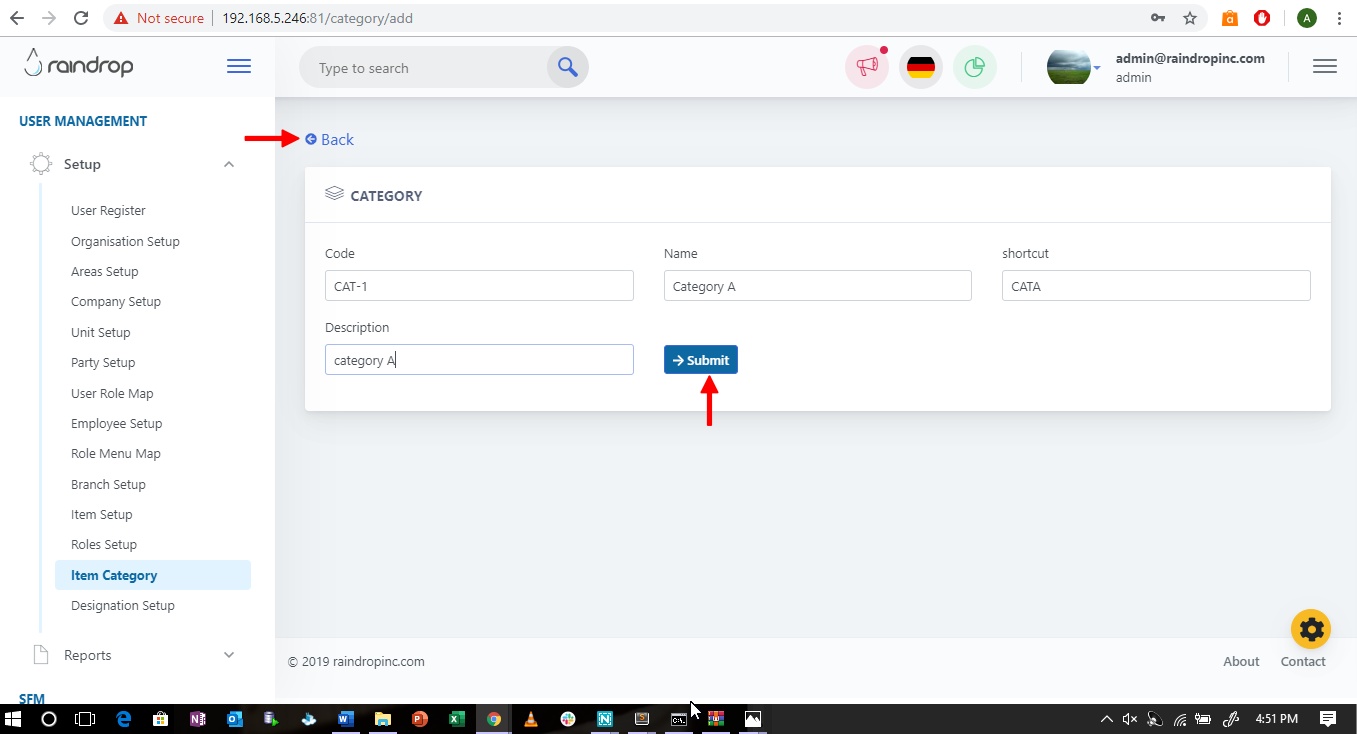 Not secure 192.168.5.246:81/category/add
a
A
raindrop
Type to search
admin@raindropinc.com
admin
USER MANAGEMENT
Setup
User Register
Organisation Setup
Areas Setup
Company Setup
Unit Setup
Party Setup
User Role Map
Employee Setup
Role Menu Map
Branch Setup
Item Setup
Roles Setup
Item Category
Designation Setup
Reports
SFM
Back
CATEGORY
Code
Name
shortcut
CAT-1
Category A
CATA
Description
category A
Submit
© 2019 raindropinc.com
About
Contact
4:51 PM